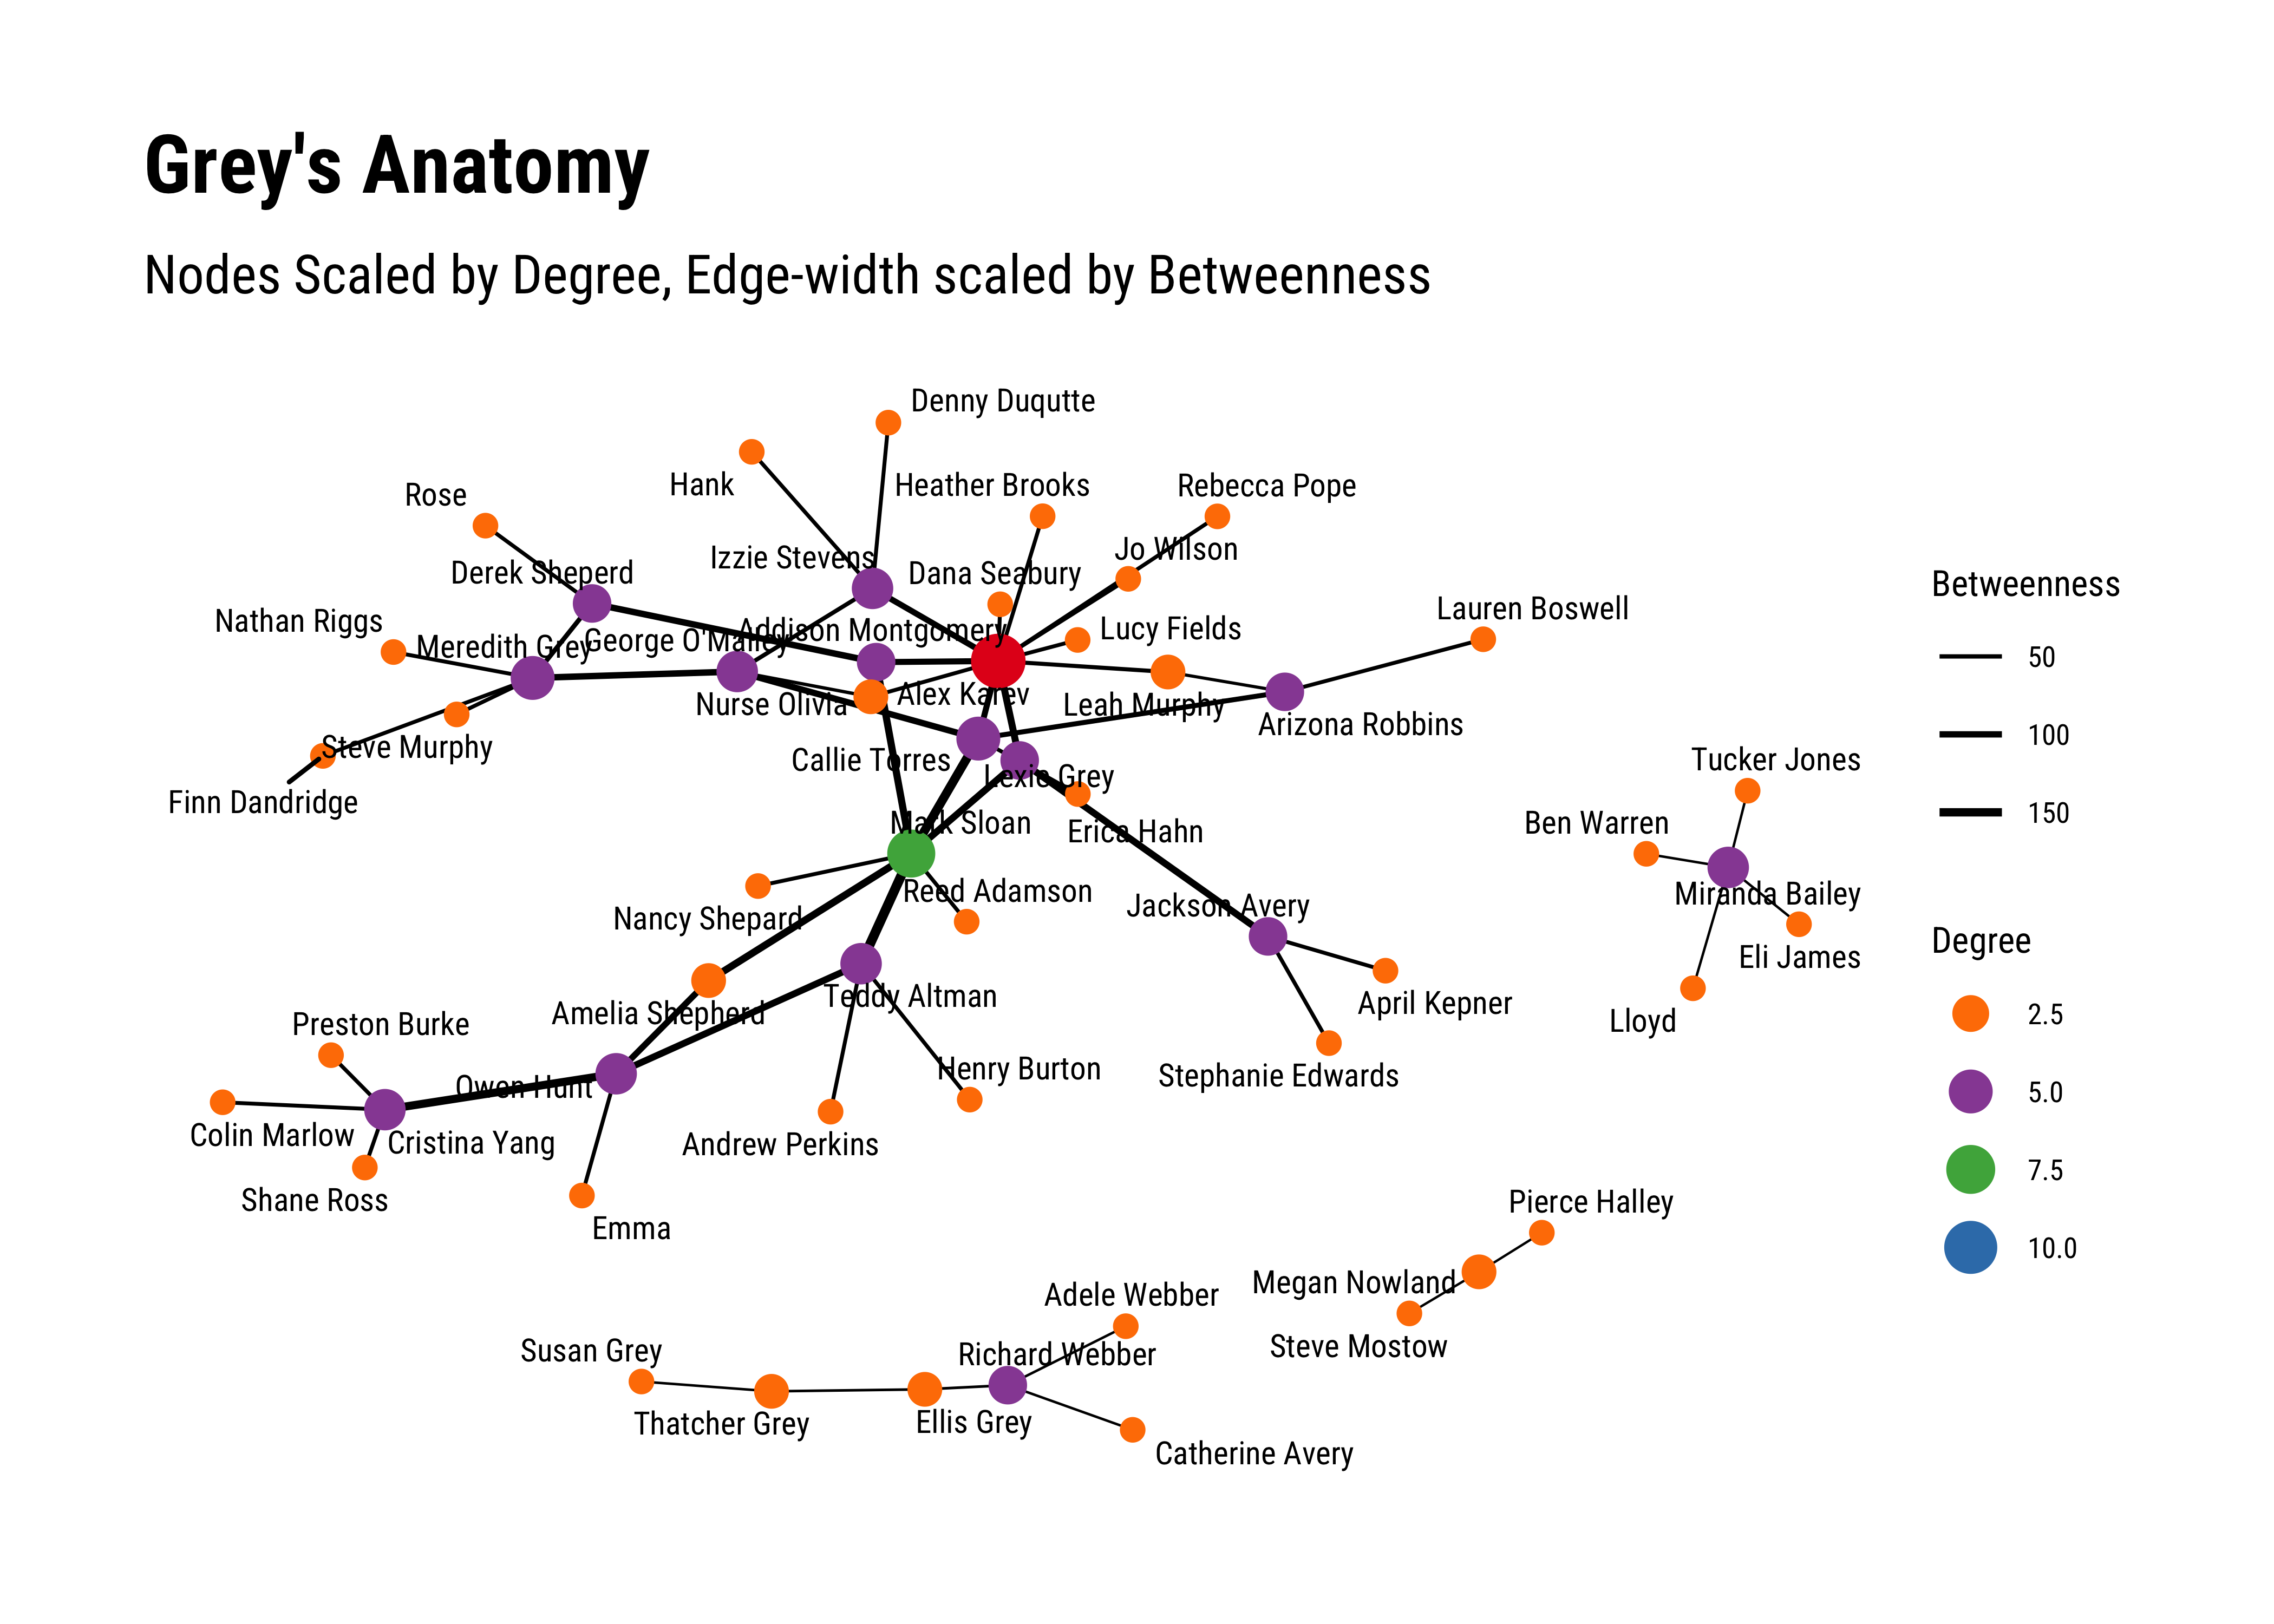 Grey's Anatomy
Nodes Scaled by Degree, Edge-width scaled by Betweenness
Denny Duqutte
Hank
Heather Brooks
Rebecca Pope
Rose
Jo Wilson
Izzie Stevens
Dana Seabury
Derek Sheperd
Lauren Boswell
Nathan Riggs
Lucy Fields
Addison Montgomery
George O'Malley
Meredith Grey
Alex Karev
Nurse Olivia
Leah Murphy
Arizona Robbins
Steve Murphy
Callie Torres
Lexie Grey
Finn Dandridge
Mark Sloan
Erica Hahn
Tucker Jones
Ben Warren
Miranda Bailey
Eli James
Lloyd
Reed Adamson
Nancy Shepard
Jackson Avery
Teddy Altman
April Kepner
Amelia Shepherd
Preston Burke
Henry Burton
Stephanie Edwards
Owen Hunt
Colin Marlow
Cristina Yang
Andrew Perkins
Shane Ross
Emma
Pierce Halley
Megan Nowland
Steve Mostow
Adele Webber
Susan Grey
Richard Webber
Thatcher Grey
Ellis Grey
Catherine Avery
Betweenness
50
100
150
Degree
2.5
5.0
7.5
10.0